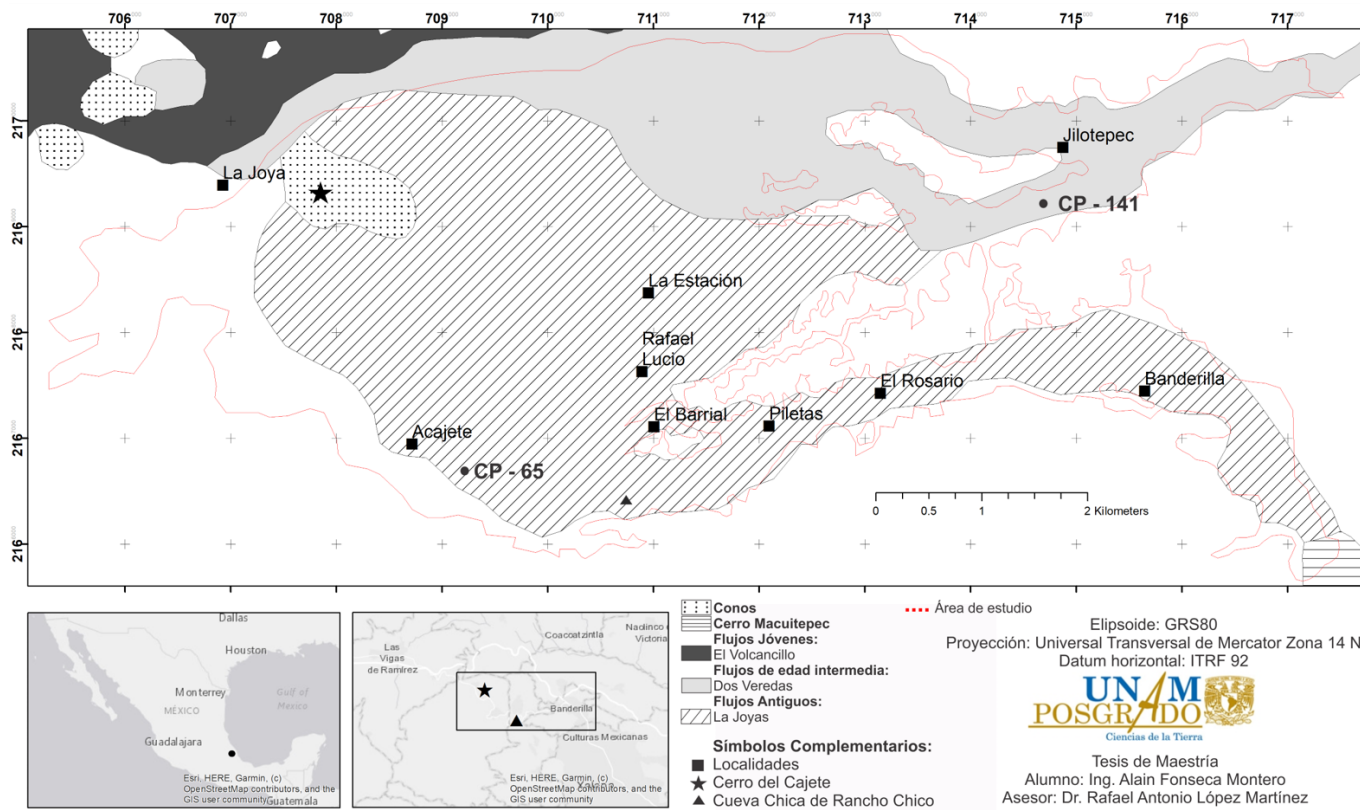 706 707 708 709 710 711 712 713 714 715 716 717
217
216
216
216
216
La Joya
Jilotepec
CP - 141
La Estación
Rafael
Lucio
El Rosario
Banderilla
El Barrial
Piletas
Acajete
CP - 65
0 0.5 1 2 Kilometers
Dallas
Houston
Monterrey
MÉXICO
Gulf of
Mexico
Guadalajara
Esri, HERE, Garmin, (c)
OpenStreetMap contributors, and the
GIS user community
Guatemala
Las
Vigas
de Ramírez
Coacoatzintla
Naolinco
Victoria
Banderilla
Culturas Mexicanas
Xalapa
Esri, HERE, Garmin, (c)
OpenStreetMap contributors, and the
GIS user community
Conos
Cerro Macuitepec
Flujos Jóvenes:
El Volcancillo
Flujos de edad intermedia:
Dos Veredas
Flujos Antiguos:
La Joyas
Símbolos Complementarios:
Localidades
Cerro del Cajete
Cueva Chica de Rancho Chico
Área de estudio
Elipsoide: GRS80
Proyección: Universal Transversal de Mercator Zona 14 N
Datum horizontal: ITRF 92
UNAM
POSGRADO
Ciencias de la Tierra
Tesis de Maestría
Alumno: Ing. Alain Fonseca Montero
Asesor: Dr. Rafael Antonio López Martínez